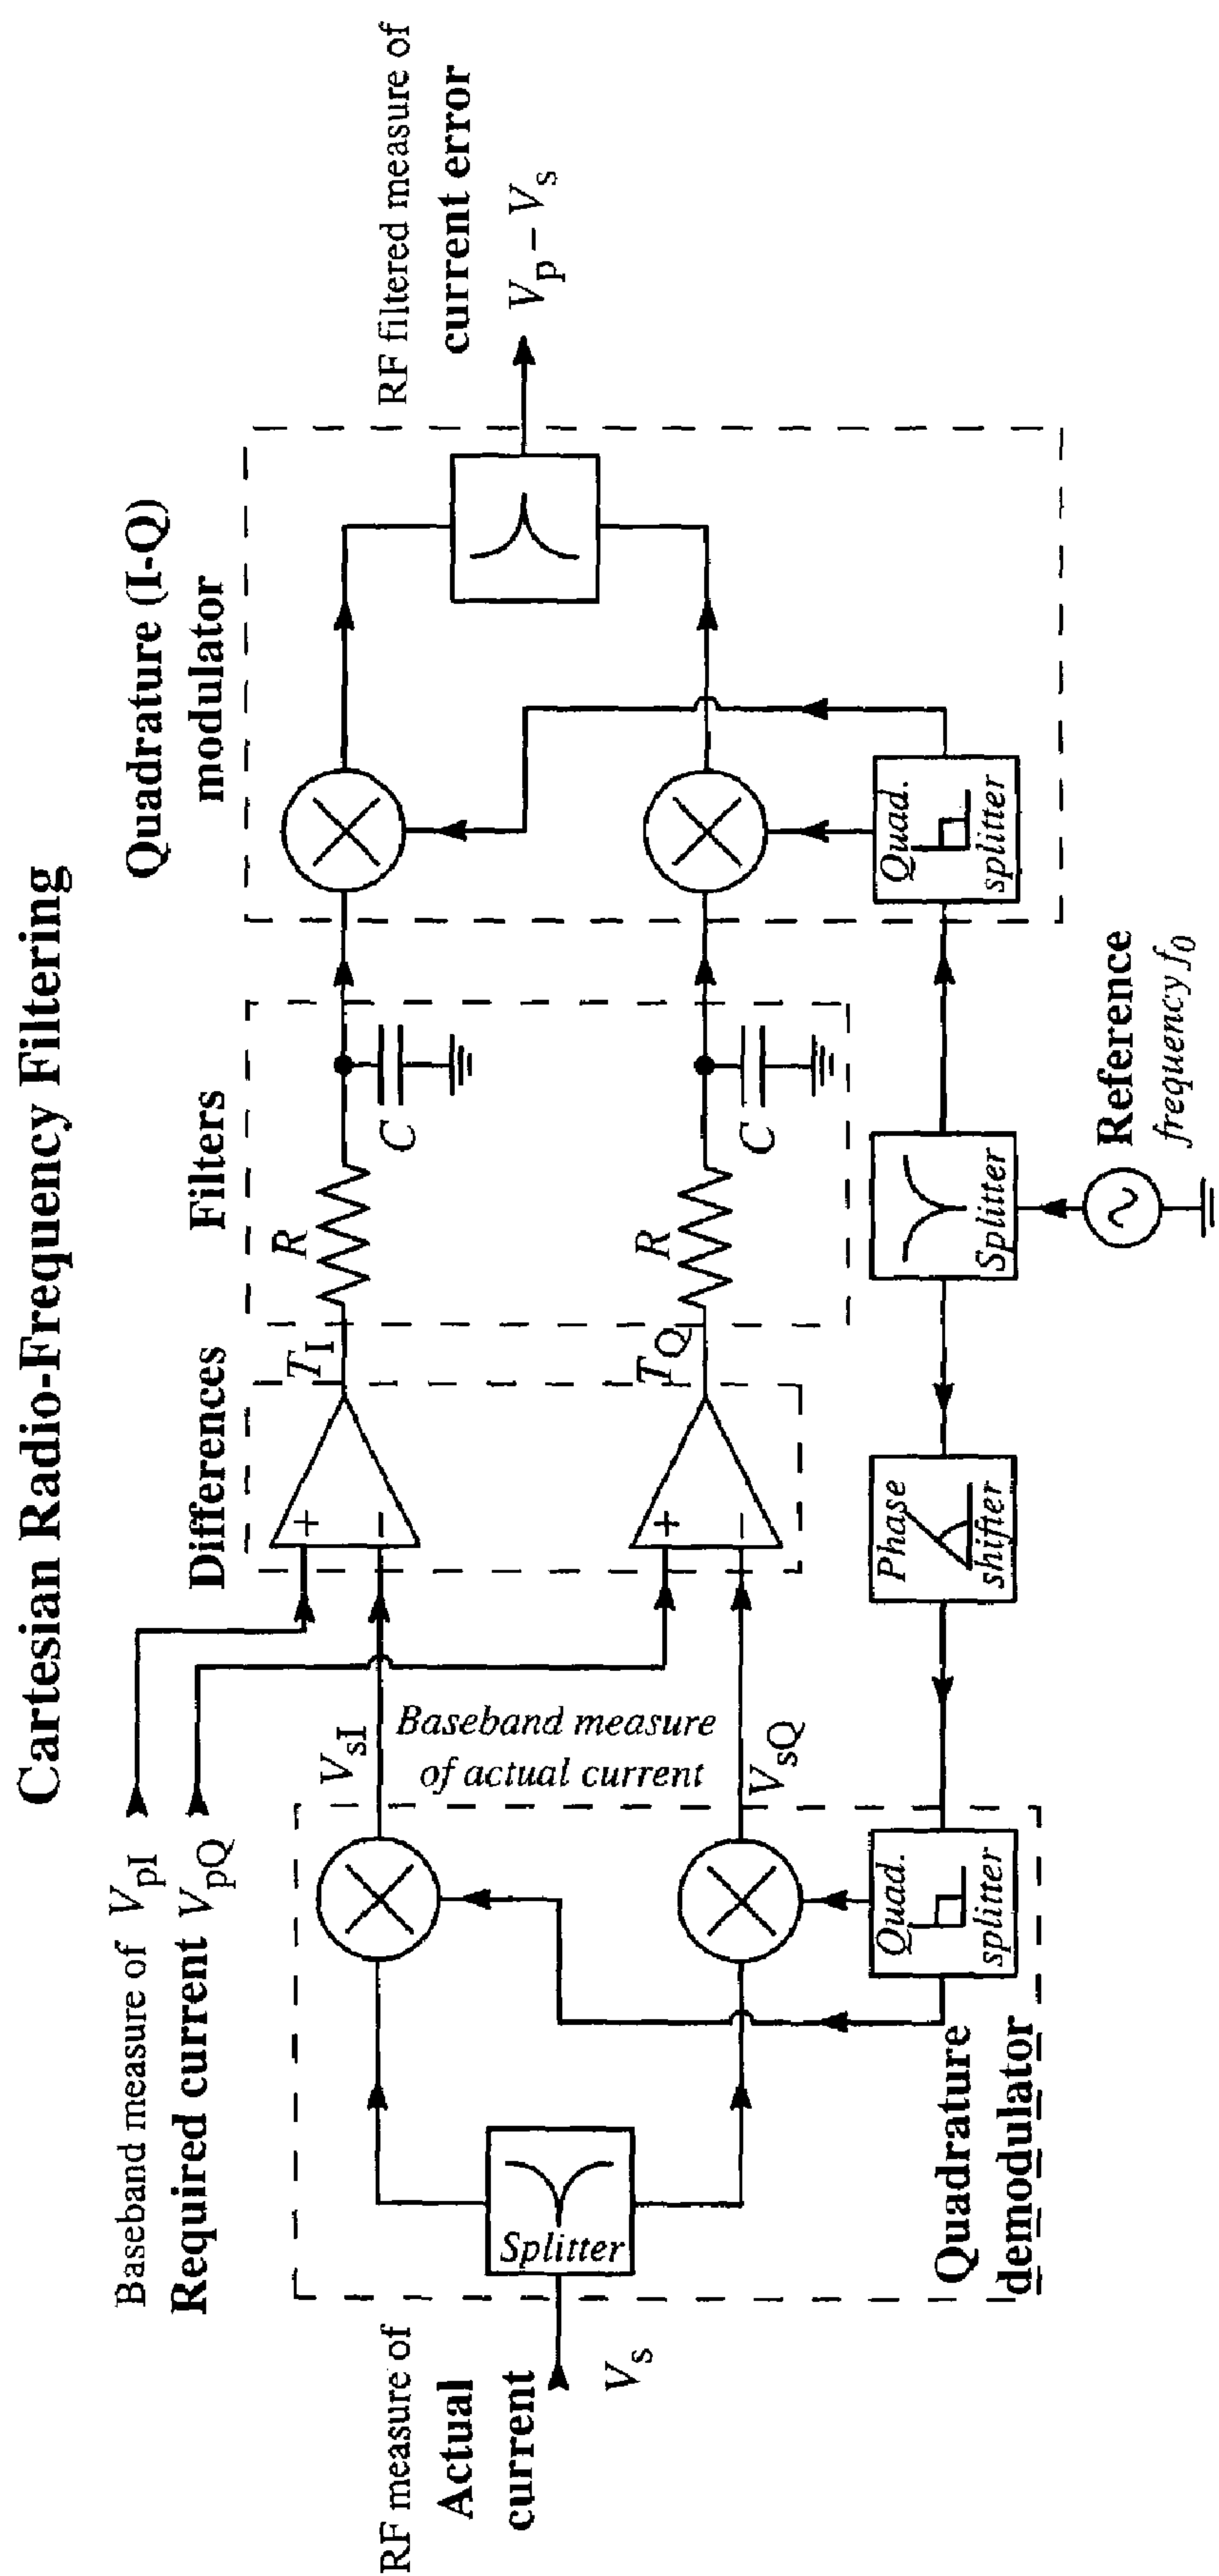 Cartesian Radio-Frequency Filtering
Baseband measure of V_pI
Required current V_pQ
Differences
Filters
Quadrature (I-Q)
modulator
RF measure of
Actual
current
V_s
Splitter
V_sI
Baseband measure
of actual current
V_sQ
+
−
T_I
R
C
+
−
T_Q
R
C
RF filtered measure of
current error
V_p − V_s
Quadrature
demodulator
Quad.
splitter
Phase
shifter
Splitter
Quad.
splitter
Reference
frequency f_0